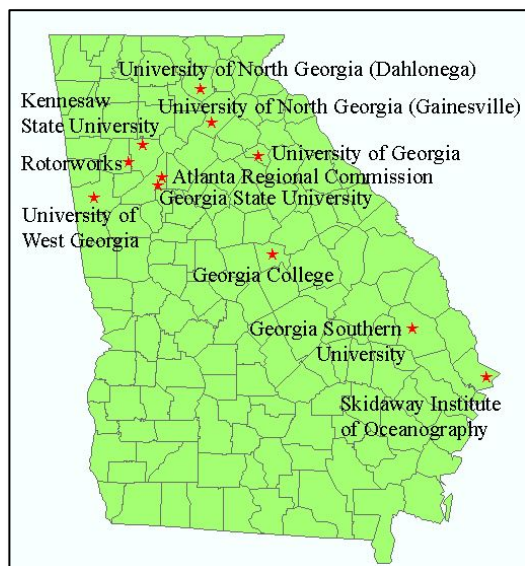 University of North Georgia (Dahlonega)
Kennesaw
State University
University of North Georgia (Gainesville)
Rotorworks
University of Georgia
Atlanta Regional Commission
Georgia State University
University of
West Georgia
Georgia College
Georgia Southern
University
Skidaway Institute
of Oceanography